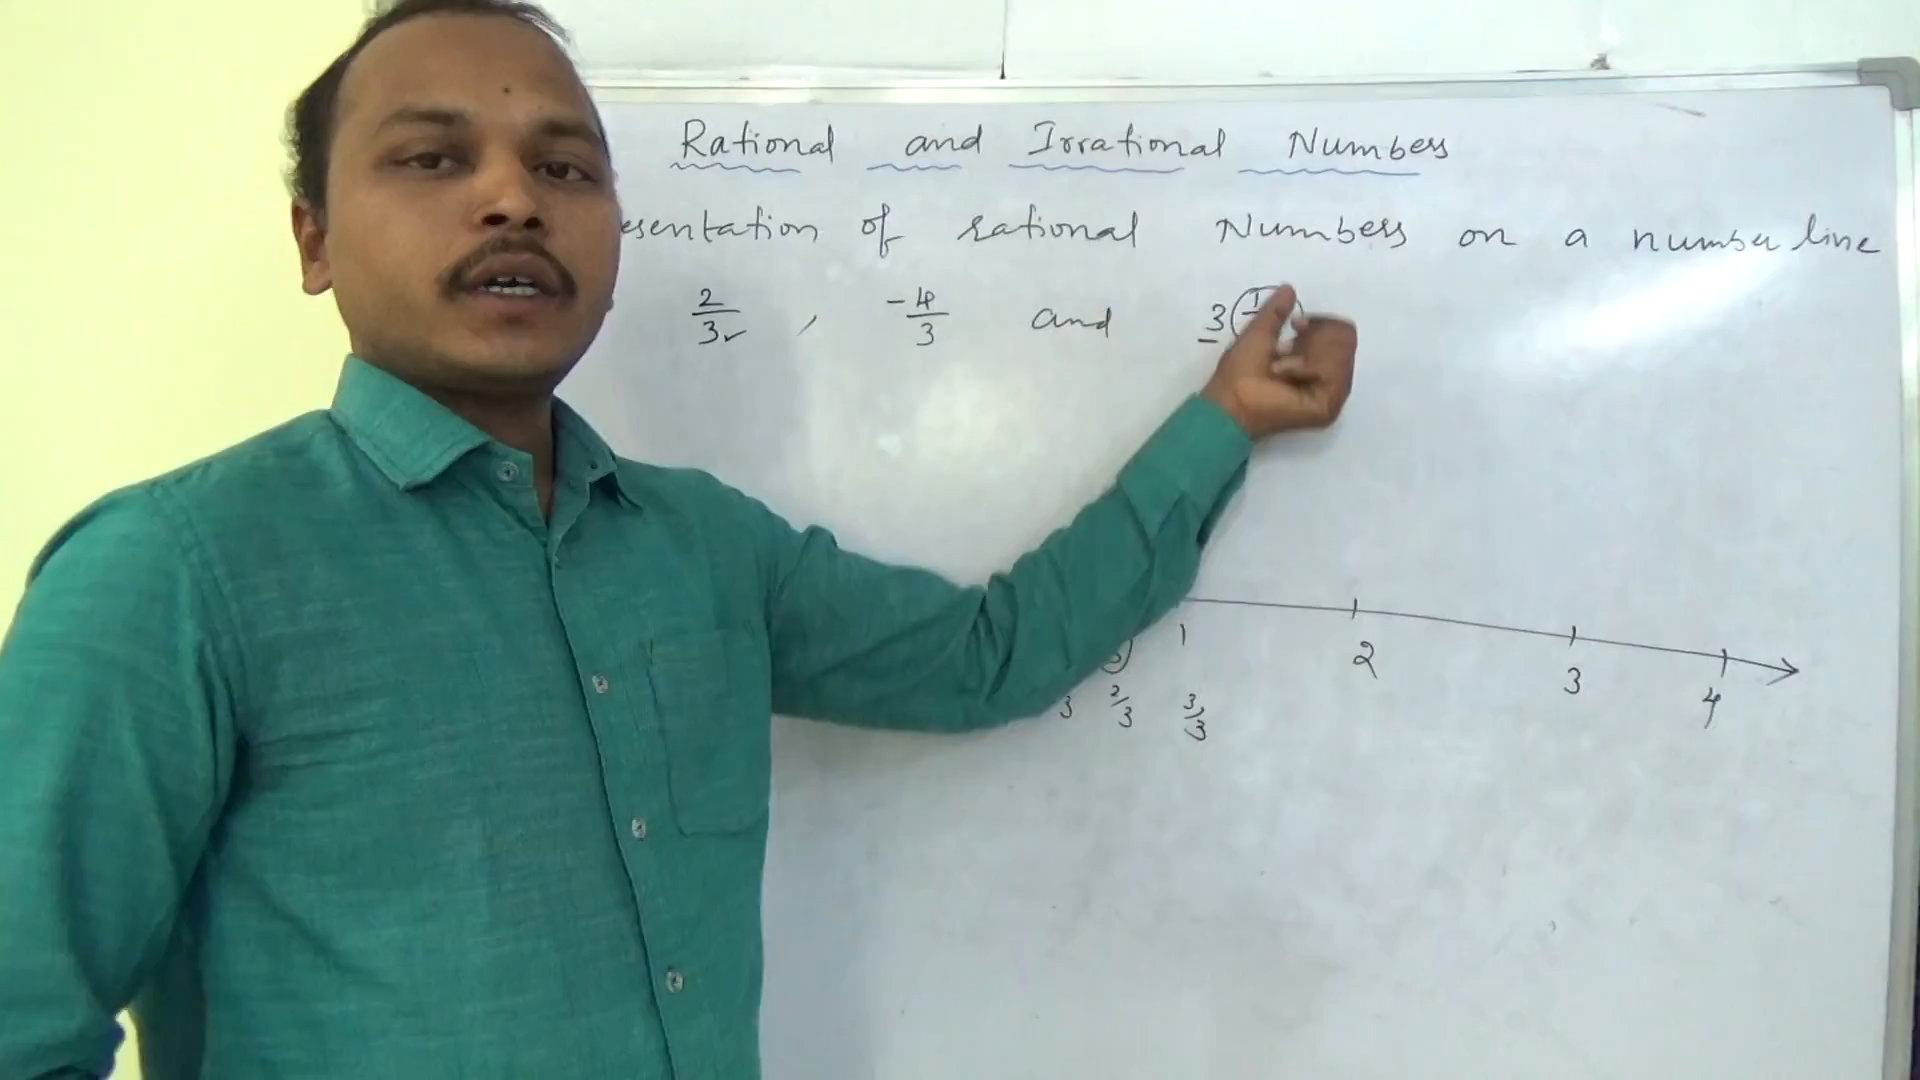 Rational and Irrational Numbers
esentation of rational Numbers on a number line
2/3 , -4/3 and 3 1
1 2 3 4
3 2/3 3/3